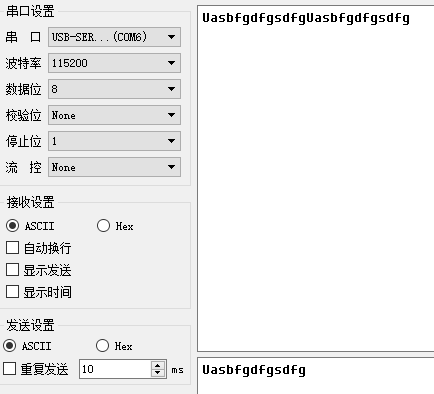 串口设置
串 口 USB-SER...(COM6)
波特率 115200
数据位 8
校验位 None
停止位 1
流 控 None
接收设置
ASCII Hex
自动换行
显示发送
显示时间
发送设置
ASCII Hex
重复发送 10 ms
UasbfgdfgsdfgUasbfgdfgsdfg
Uasbfgdfgsdfg